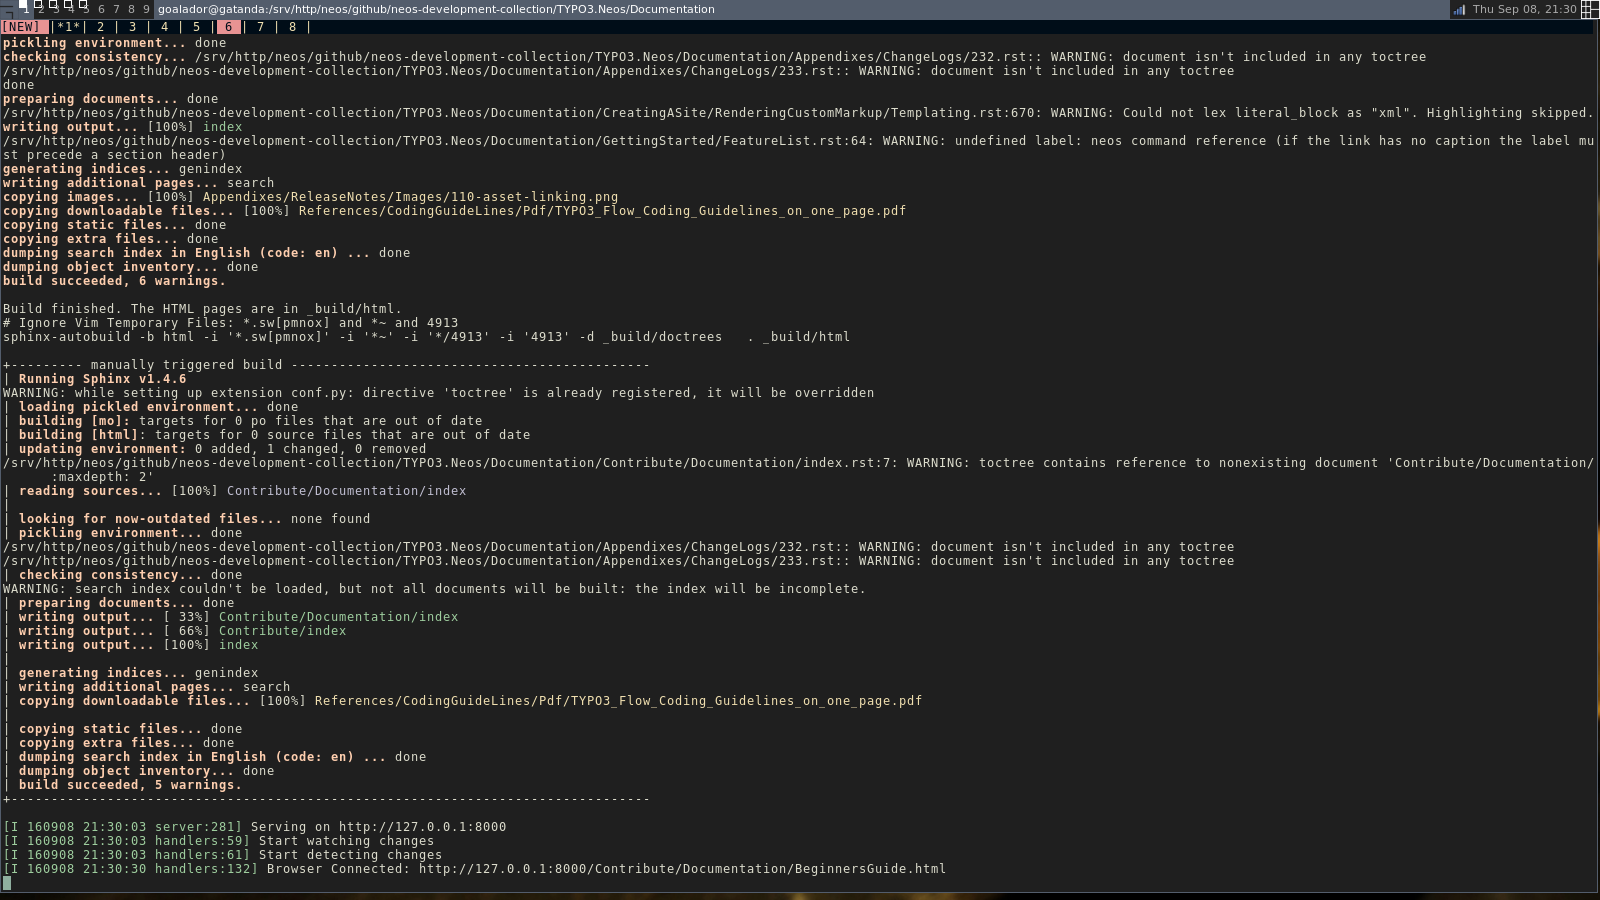 1 2 3 4 5 6 7 8 9 goalador@gatanda:/srv/http/neos/github/neos-development-collection/TYPO3.Neos/Documentation Thu Sep 08, 21:30
[NEW] |*1*| 2 | 3 | 4 | 5 | 6 | 7 | 8 |
pickling environment... done
checking consistency... /srv/http/neos/github/neos-development-collection/TYPO3.Neos/Documentation/Appendixes/ChangeLogs/232.rst:: WARNING: document isn't included in any toctree
/srv/http/neos/github/neos-development-collection/TYPO3.Neos/Documentation/Appendixes/ChangeLogs/233.rst:: WARNING: document isn't included in any toctree
done
preparing documents... done
/srv/http/neos/github/neos-development-collection/TYPO3.Neos/Documentation/CreatingASite/RenderingCustomMarkup/Templating.rst:670: WARNING: Could not lex literal_block as "xml". Highlighting skipped.
writing output... [100%] index
/srv/http/neos/github/neos-development-collection/TYPO3.Neos/Documentation/GettingStarted/FeatureList.rst:64: WARNING: undefined label: neos command reference (if the link has no caption the label mu
st precede a section header)
generating indices... genindex
writing additional pages... search
copying images... [100%] Appendixes/ReleaseNotes/Images/110-asset-linking.png
copying downloadable files... [100%] References/CodingGuideLines/Pdf/TYPO3_Flow_Coding_Guidelines_on_one_page.pdf
copying static files... done
copying extra files... done
dumping search index in English (code: en) ... done
dumping object inventory... done
build succeeded, 6 warnings.
Build finished. The HTML pages are in _build/html.
# Ignore Vim Temporary Files: *.sw[pmnox] and *~ and 4913
sphinx-autobuild -b html -i '*.sw[pmnox]' -i '*~' -i '*/4913' -i '4913' -d _build/doctrees   . _build/html
+--------- manually triggered build ---------------------------------------------
| Running Sphinx v1.4.6
WARNING: while setting up extension conf.py: directive 'toctree' is already registered, it will be overridden
| loading pickled environment... done
| building [mo]: targets for 0 po files that are out of date
| building [html]: targets for 0 source files that are out of date
| updating environment: 0 added, 1 changed, 0 removed
/srv/http/neos/github/neos-development-collection/TYPO3.Neos/Documentation/Contribute/Documentation/index.rst:7: WARNING: toctree contains reference to nonexisting document 'Contribute/Documentation/
:maxdepth: 2'
| reading sources... [100%] Contribute/Documentation/index
|
| looking for now-outdated files... none found
| pickling environment... done
/srv/http/neos/github/neos-development-collection/TYPO3.Neos/Documentation/Appendixes/ChangeLogs/232.rst:: WARNING: document isn't included in any toctree
/srv/http/neos/github/neos-development-collection/TYPO3.Neos/Documentation/Appendixes/ChangeLogs/233.rst:: WARNING: document isn't included in any toctree
| checking consistency... done
WARNING: search index couldn't be loaded, but not all documents will be built: the index will be incomplete.
| preparing documents... done
| writing output... [ 33%] Contribute/Documentation/index
| writing output... [ 66%] Contribute/index
| writing output... [100%] index
|
| generating indices... genindex
| writing additional pages... search
| copying downloadable files... [100%] References/CodingGuideLines/Pdf/TYPO3_Flow_Coding_Guidelines_on_one_page.pdf
|
| copying static files... done
| copying extra files... done
| dumping search index in English (code: en) ... done
| dumping object inventory... done
| build succeeded, 5 warnings.
+--------------------------------------------------------------------------------
[I 160908 21:30:03 server:281] Serving on http://127.0.0.1:8000
[I 160908 21:30:03 handlers:59] Start watching changes
[I 160908 21:30:03 handlers:61] Start detecting changes
[I 160908 21:30:30 handlers:132] Browser Connected: http://127.0.0.1:8000/Contribute/Documentation/BeginnersGuide.html